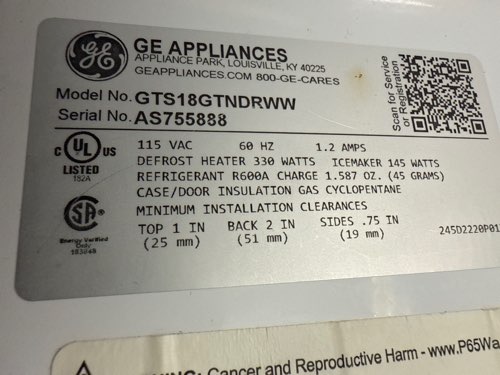 GE APPLIANCES
APPLIANCE PARK, LOUISVILLE, KY 40225
GEAPPLIANCES.COM 800-GE-CARES
Model No. GTS18GTNDRWW
Serial No. AS755888
Scan for Service
or Registration
GE
C UL US
LISTED
152A
115 VAC 60 HZ 1.2 AMPS
DEFROST HEATER 330 WATTS ICEMAKER 145 WATTS
REFRIGERANT R600A CHARGE 1.587 OZ. (45 GRAMS)
CASE/DOOR INSULATION GAS CYCLOPENTANE
MINIMUM INSTALLATION CLEARANCES
TOP 1 IN BACK 2 IN SIDES .75 IN
(25 mm) (51 mm) (19 mm)
245D2220P01
Energy Verified
Only
WARNING: Cancer and Reproductive Harm - www.P65Wa